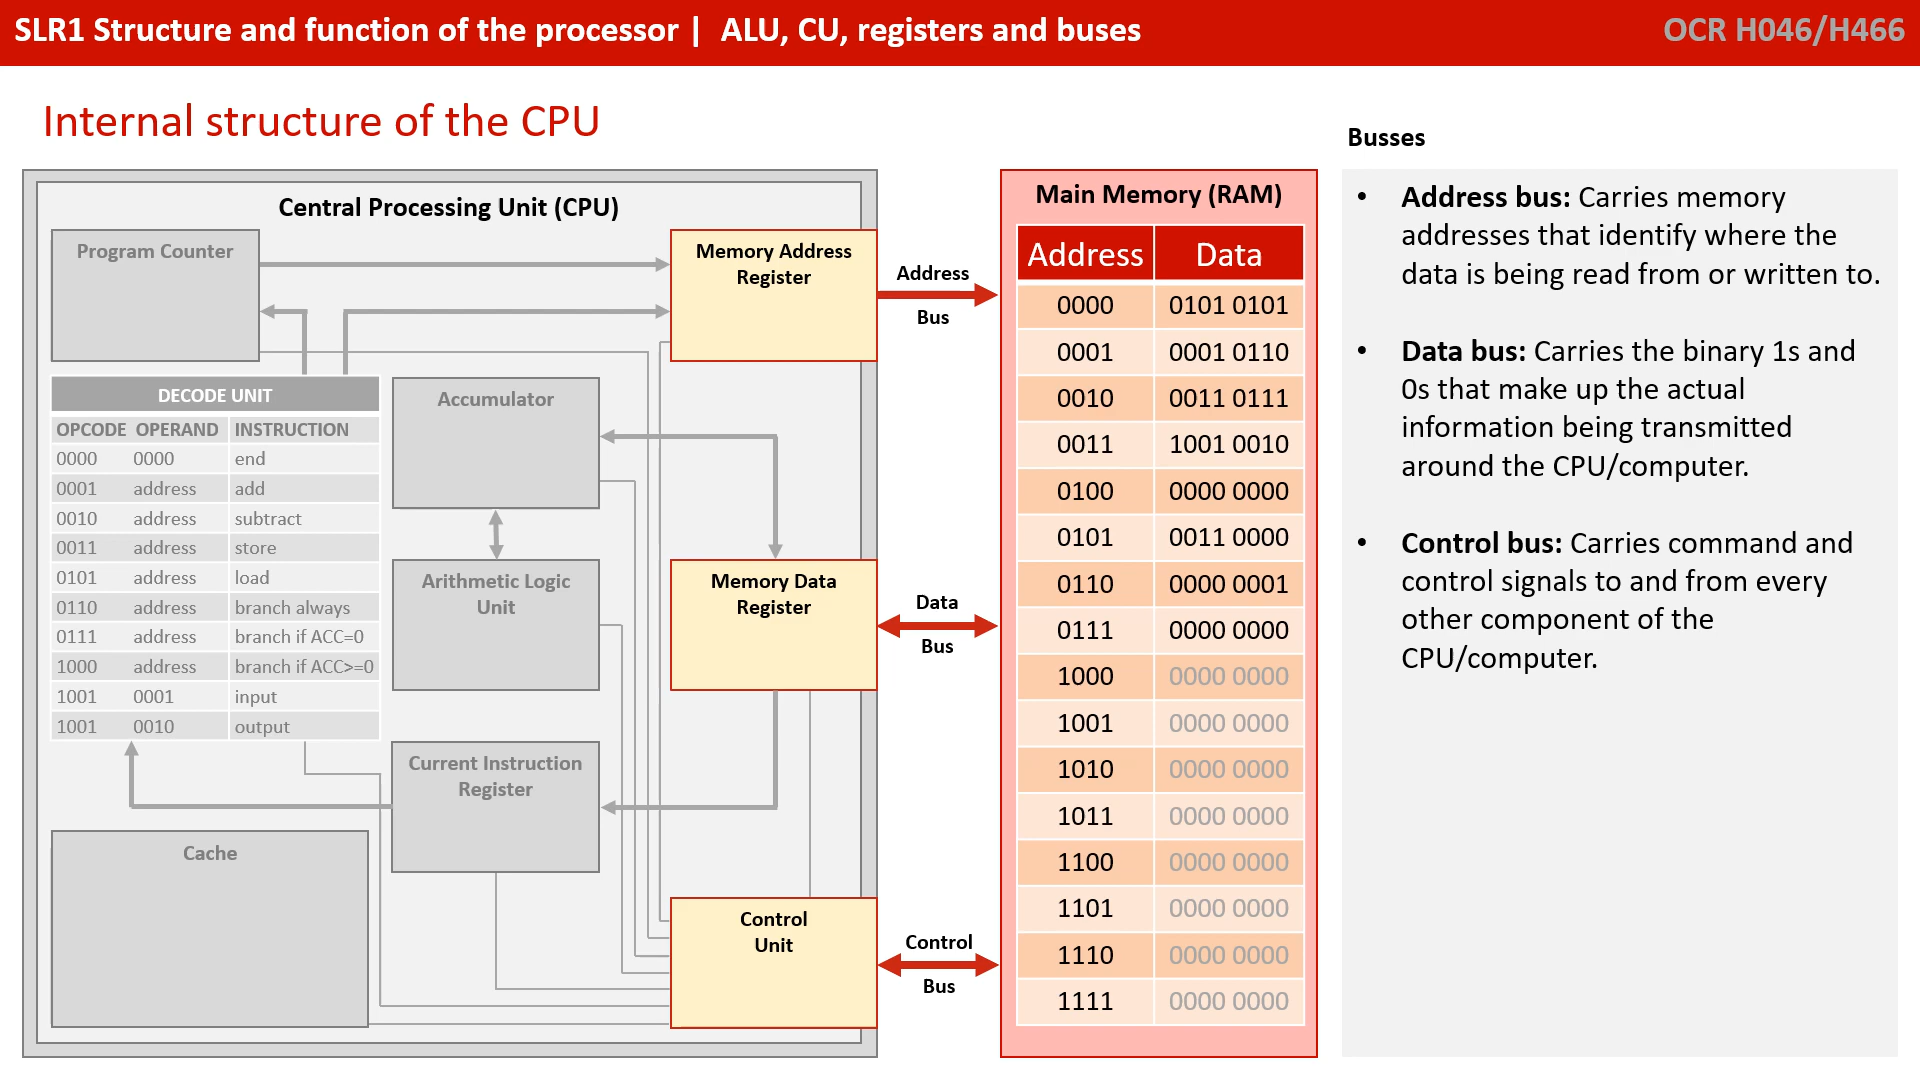 SLR1 Structure and function of the processor | ALU, CU, registers and buses
OCR H046/H466
Internal structure of the CPU
Central Processing Unit (CPU)
Program Counter
Memory Address
Register
DECODE UNIT
OPCODE OPERAND INSTRUCTION
0000 0000 end
0001 address add
0010 address subtract
0011 address store
0101 address load
0110 address branch always
0111 address branch if ACC=0
1000 address branch if ACC>=0
1001 0001 input
1001 0010 output
Accumulator
Arithmetic Logic
Unit
Memory Data
Register
Current Instruction
Register
Cache
Control
Unit
Address
Bus
Data
Bus
Control
Bus
Main Memory (RAM)
Address Data
0000 0101 0101
0001 0001 0110
0010 0011 0111
0011 1001 0010
0100 0000 0000
0101 0011 0000
0110 0000 0001
0111 0000 0000
1000 0000 0000
1001 0000 0000
1010 0000 0000
1011 0000 0000
1100 0000 0000
1101 0000 0000
1110 0000 0000
1111 0000 0000
Busses
• Address bus: Carries memory
addresses that identify where the
data is being read from or written to.
• Data bus: Carries the binary 1s and
0s that make up the actual
information being transmitted
around the CPU/computer.
• Control bus: Carries command and
control signals to and from every
other component of the
CPU/computer.